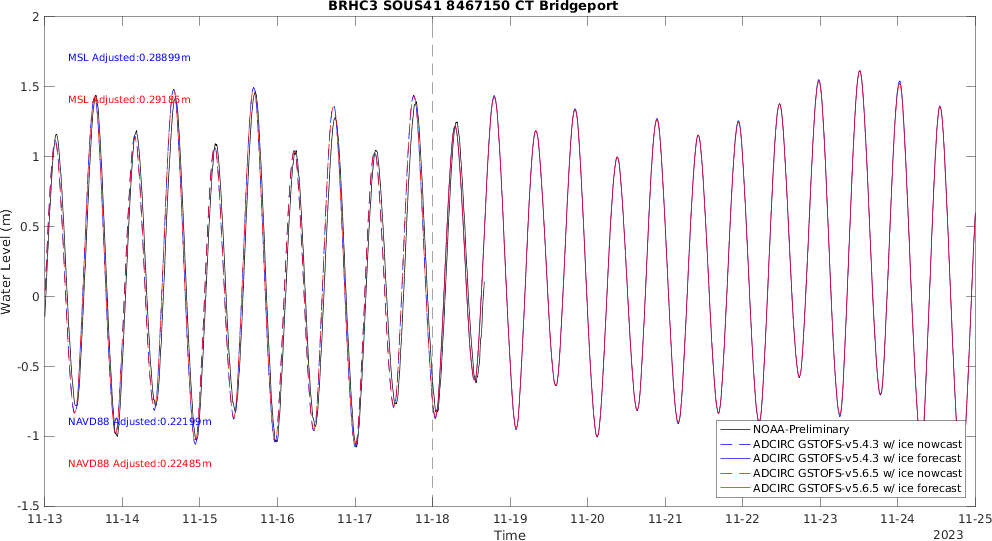 BRHC3 SOUS41 8467150 CT Bridgeport
2
1.5
1
0.5
0
-0.5
-1
-1.5
Water Level (m)
MSL Adjusted:0.28899m
MSL Adjusted:0.29186m
NAVD88 Adjusted:0.22199m
NAVD88 Adjusted:0.22485m
NOAA-Preliminary
ADCIRC GSTOFS-v5.4.3 w/ ice nowcast
ADCIRC GSTOFS-v5.4.3 w/ ice forecast
ADCIRC GSTOFS-v5.6.5 w/ ice nowcast
ADCIRC GSTOFS-v5.6.5 w/ ice forecast
11-13 11-14 11-15 11-16 11-17 11-18 11-19 11-20 11-21 11-22 11-23 11-24 11-25
Time
2023